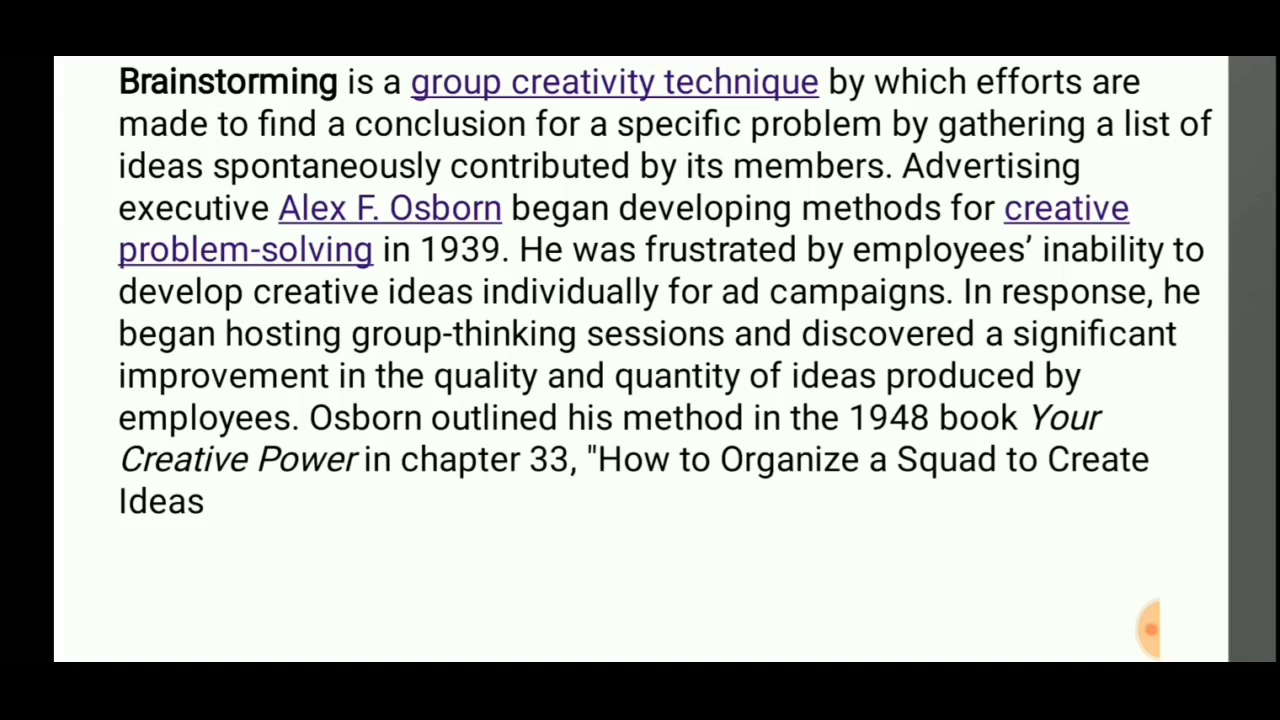 Brainstorming is a group creativity technique by which efforts are
made to find a conclusion for a specific problem by gathering a list of
ideas spontaneously contributed by its members. Advertising
executive Alex F. Osborn began developing methods for creative
problem-solving in 1939. He was frustrated by employees’ inability to
develop creative ideas individually for ad campaigns. In response, he
began hosting group-thinking sessions and discovered a significant
improvement in the quality and quantity of ideas produced by
employees. Osborn outlined his method in the 1948 book Your
Creative Power in chapter 33, "How to Organize a Squad to Create
Ideas